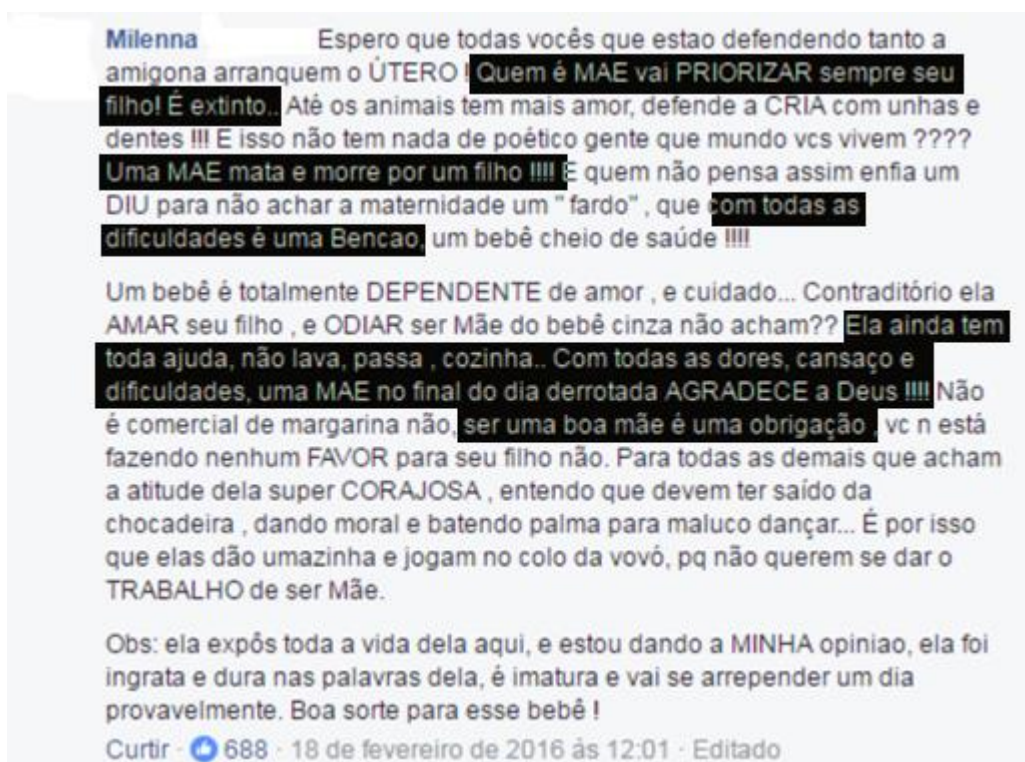 Milenna Espero que todas vocês que estao defendendo tanto a
amigona arranquem o ÚTERO ! Quem é MAE vai PRIORIZAR sempre seu
filho! É extinto.. Até os animais tem mais amor, defende a CRIA com unhas e
dentes !!! E isso não tem nada de poético gente que mundo vcs vivem ????
Uma MAE mata e morre por um filho !!!! E quem não pensa assim enfia um
DIU para não achar a maternidade um " fardo" , que com todas as
dificuldades é uma Bencao, um bebê cheio de saúde !!!!
Um bebê é totalmente DEPENDENTE de amor , e cuidado... Contraditório ela
AMAR seu filho , e ODIAR ser Mãe do bebê cinza não acham?? Ela ainda tem
toda ajuda, não lava, passa , cozinha.. Com todas as dores, cansaço e
dificuldades, uma MAE no final do dia derrotada AGRADECE a Deus !!!! Não
é comercial de margarina não, ser uma boa mãe é uma obrigação , vc n está
fazendo nenhum FAVOR para seu filho não. Para todas as demais que acham
a atitude dela super CORAJOSA , entendo que devem ter saído da
chocadeira , dando moral e batendo palma para maluco dançar... É por isso
que elas dão umazinha e jogam no colo da vovó, pq não querem se dar o
TRABALHO de ser Mãe.
Obs: ela expôs toda a vida dela aqui, e estou dando a MINHA opiniao, ela foi
ingrata e dura nas palavras dela, é imatura e vai se arrepender um dia
provavelmente. Boa sorte para esse bebê !
Curtir · 688 · 18 de fevereiro de 2016 às 12:01 · Editado